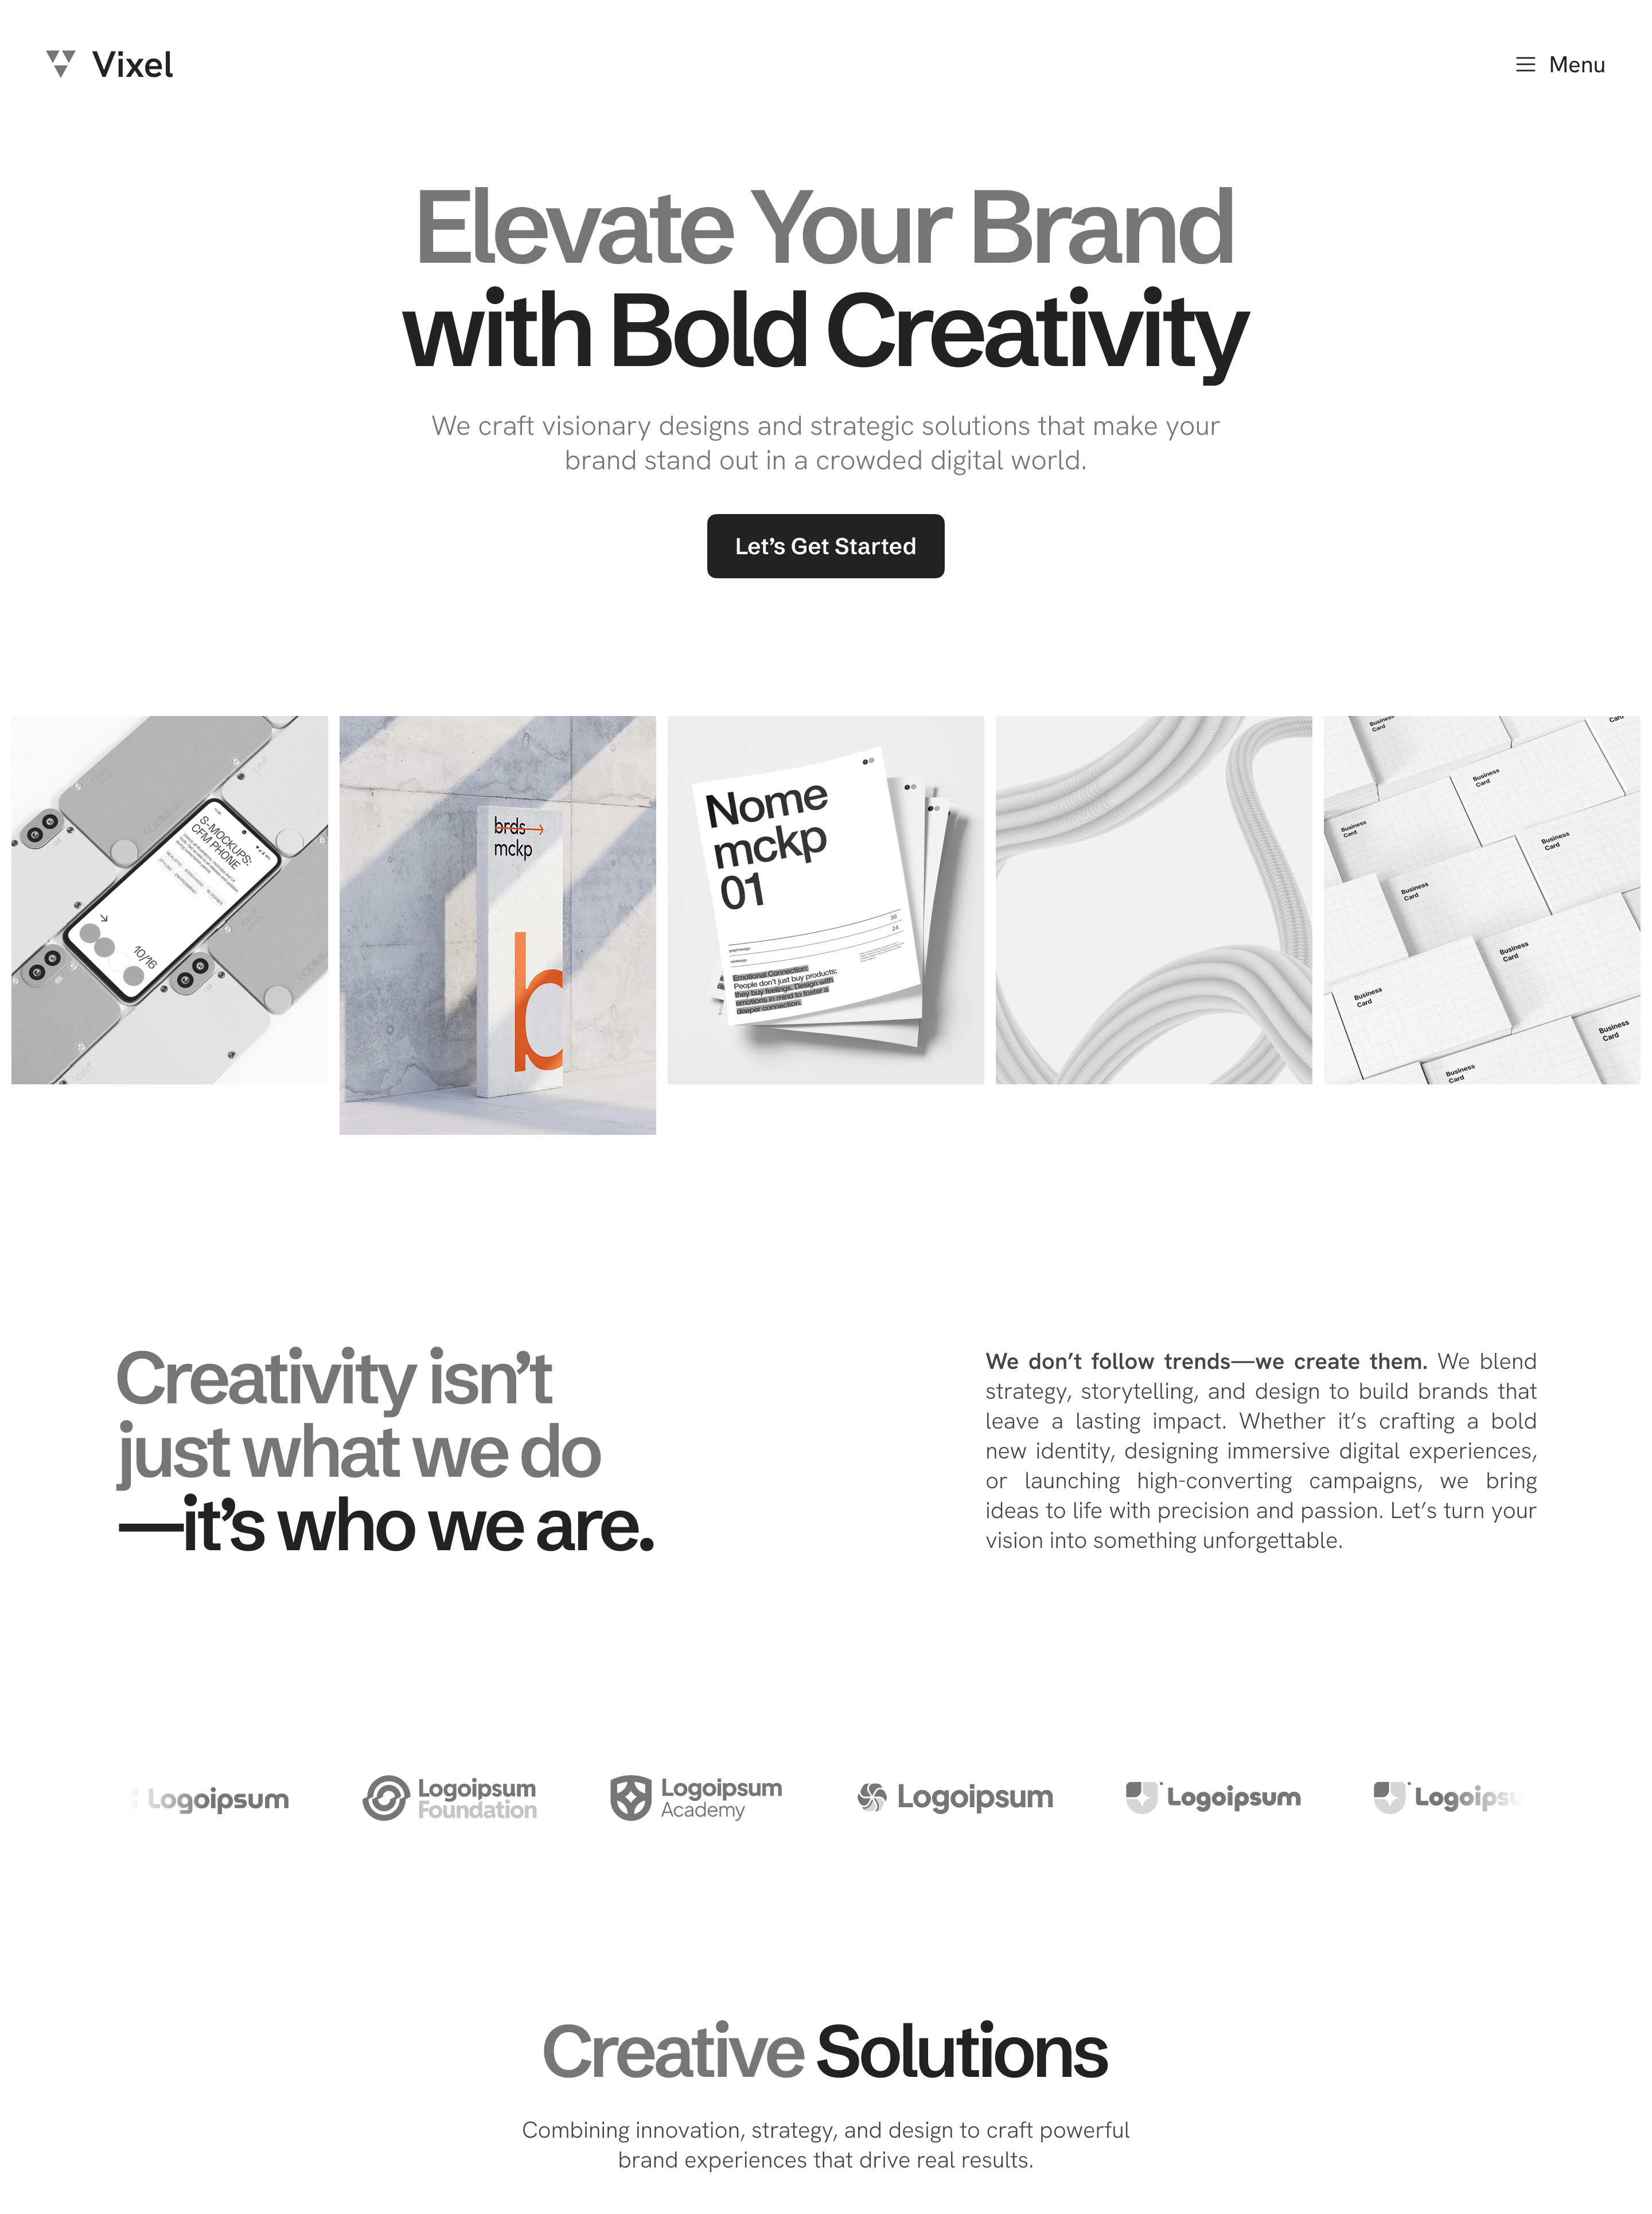 Vixel
Menu
Elevate Your Brand
with Bold Creativity
We craft visionary designs and strategic solutions that make your
brand stand out in a crowded digital world.
Let’s Get Started
S-MOCKUPS:
CFM PHONE
10/16
brds
mckp
b
Nome
mckp
01
36
24
Emotional Connection:
People don't just buy products;
they buy feelings. Design with
emotions in mind to foster a
deeper connection.
Business
Card
Business
Card
Business
Card
Business
Card
Business
Card
Business
Card
Business
Card
Business
Card
Business
Card
Creativity isn’t
just what we do
—it’s who we are.
We don’t follow trends—we create them. We blend
strategy, storytelling, and design to build brands that
leave a lasting impact. Whether it’s crafting a bold
new identity, designing immersive digital experiences,
or launching high-converting campaigns, we bring
ideas to life with precision and passion. Let’s turn your
vision into something unforgettable.
Logoipsum
Logoipsum
Foundation
Logoipsum
Academy
Logoipsum
Logoipsum
Logoipsu
Creative Solutions
Combining innovation, strategy, and design to craft powerful
brand experiences that drive real results.